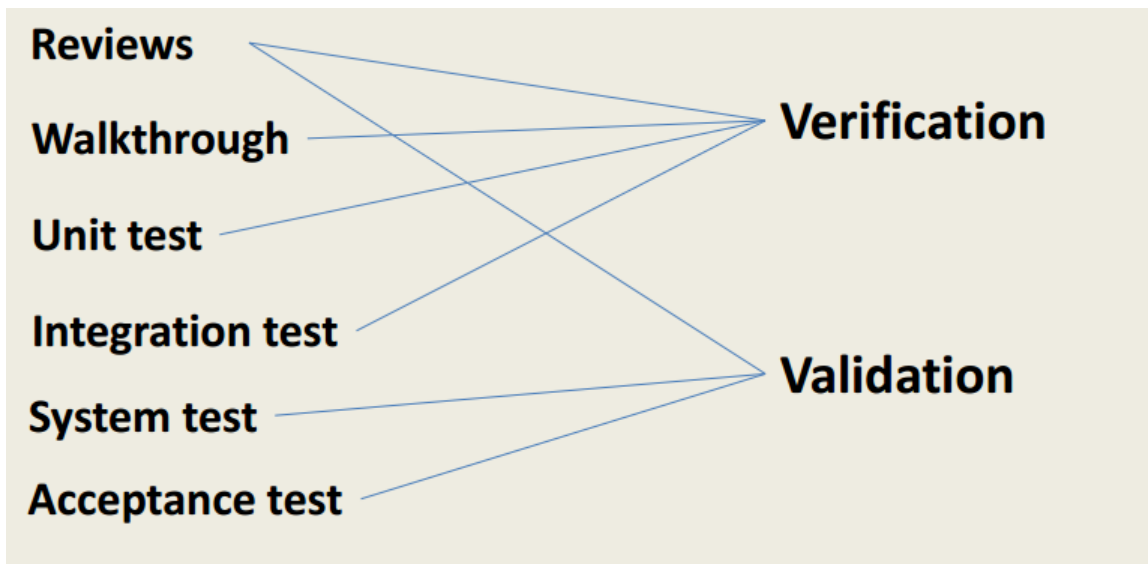 Reviews
Walkthrough
Unit test
Integration test
System test
Acceptance test
Verification
Validation